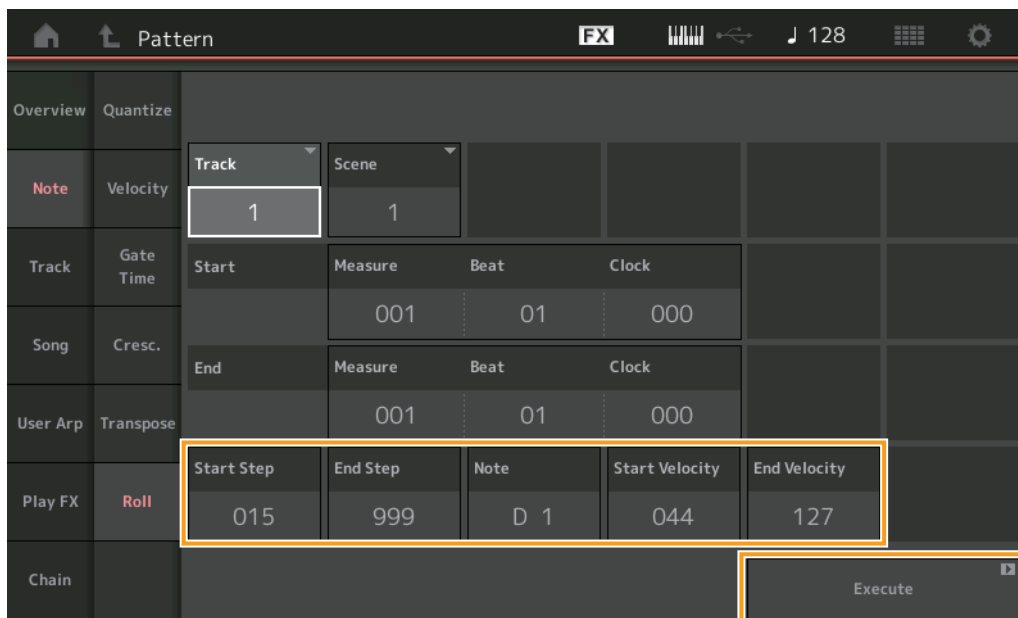 Pattern
FX
♩ 128
Overview
Quantize
Track
Scene
Note
Velocity
1
1
Track
Gate
Time
Start
Measure
Beat
Clock
001
01
000
Song
Cresc.
End
Measure
Beat
Clock
User Arp
Transpose
001
01
000
Start Step
End Step
Note
Start Velocity
End Velocity
Play FX
Roll
015
999
D 1
044
127
Chain
Execute